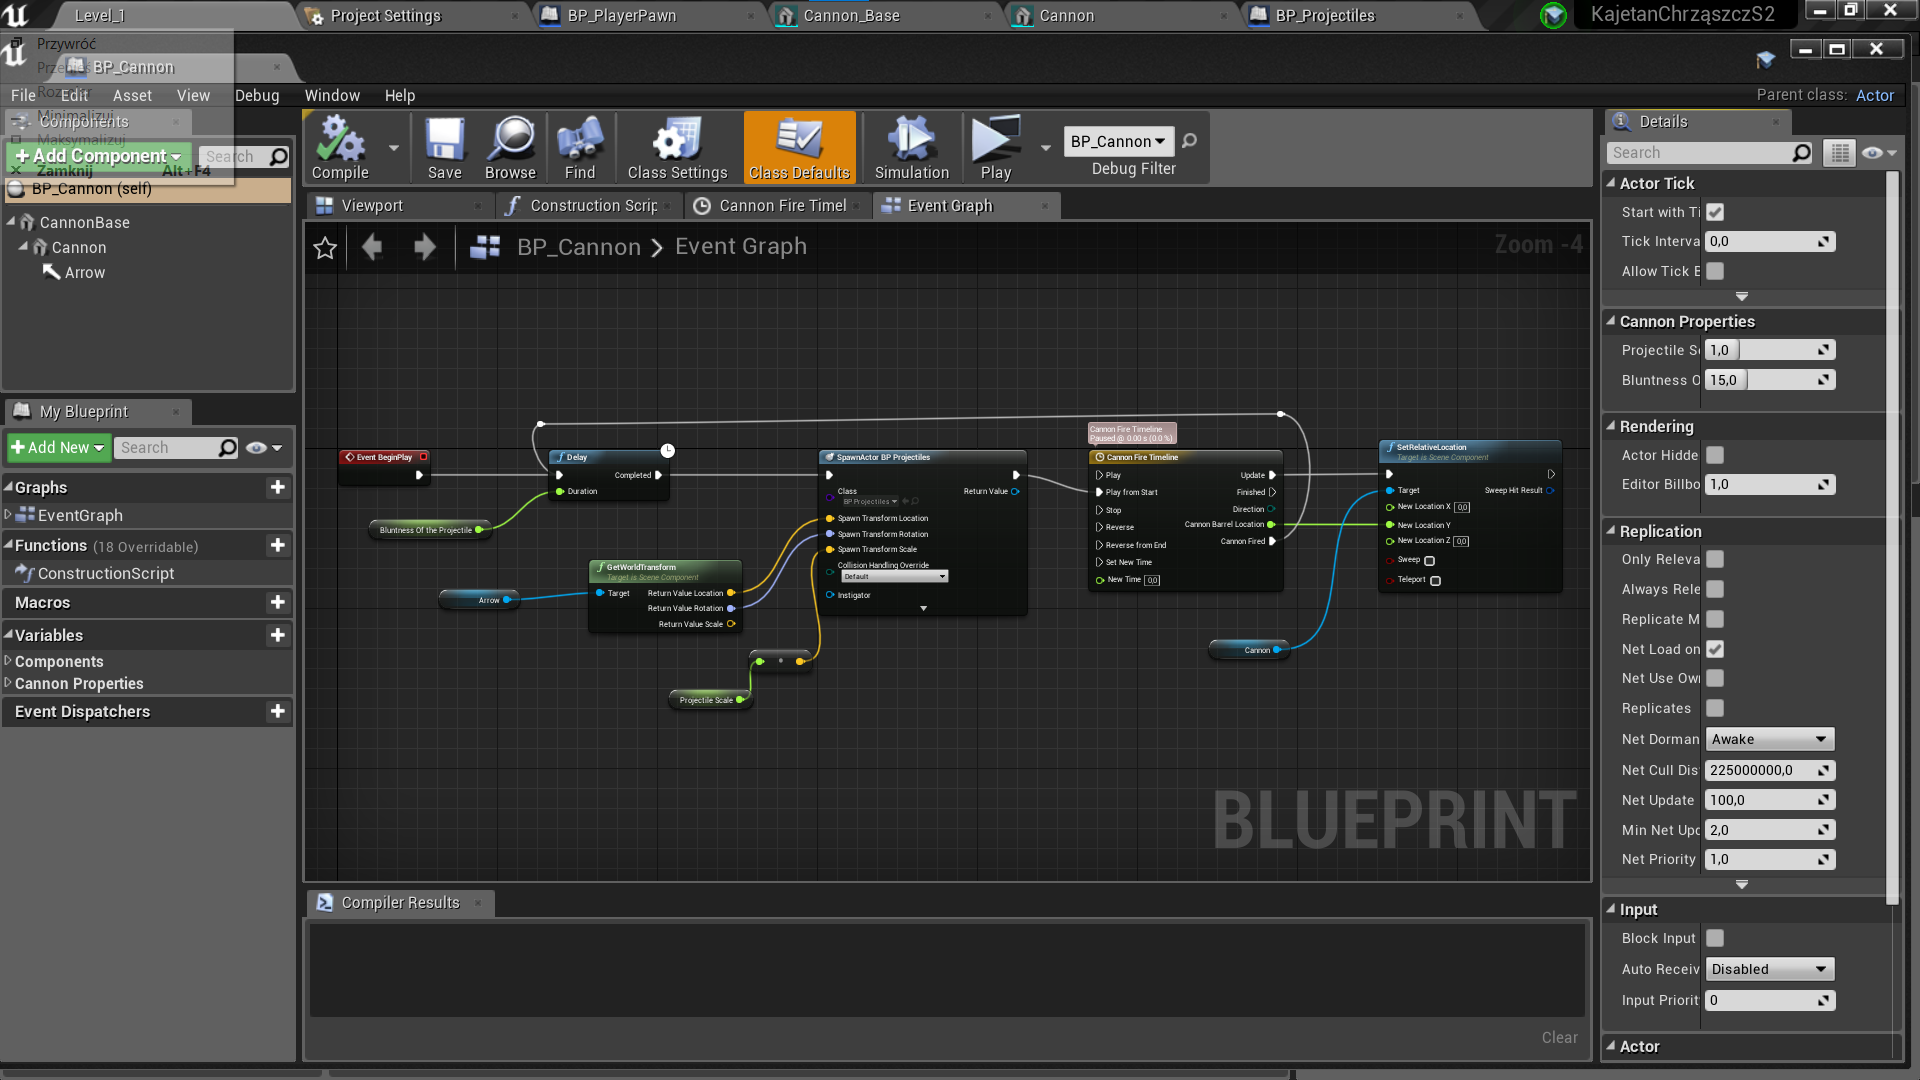 Level_1
Project Settings
BP_PlayerPawn
Cannon_Base
Cannon
BP_Projectiles
KajetanChrząszczS2
Przywróć
BP_Cannon
File
Edit
Asset
View
Debug
Window
Help
Parent class: Actor
Minimalizuj
Components
Maksymalizuj
Add Component
Search
Zamknij
Alt+F4
BP_Cannon (self)
CannonBase
Cannon
Arrow
Compile
Save
Browse
Find
Class Settings
Class Defaults
Simulation
Play
BP_Cannon
Debug Filter
Viewport
Construction Scrip
Cannon Fire Timel
Event Graph
BP_Cannon > Event Graph
Zoom -4
My Blueprint
Add New
Search
Graphs
EventGraph
Functions (18 Overridable)
ConstructionScript
Macros
Variables
Components
Cannon Properties
Event Dispatchers
Event BeginPlay
Bluntness Of the Projectile
Delay
Completed
Duration
Arrow
GetWorldTransform
Target is Scene Component
Target
Return Value Location
Return Value Rotation
Return Value Scale
Projectile Scale
SpawnActor BP Projectiles
Class
BP Projectiles
Return Value
Spawn Transform Location
Spawn Transform Rotation
Spawn Transform Scale
Collision Handling Override
Default
Instigator
Cannon Fire Timeline
Paused @ 0.00 s (0.0 %)
Cannon Fire Timeline
Play
Update
Play from Start
Finished
Stop
Direction
Reverse
Cannon Barrel Location
Reverse from End
Cannon Fired
Set New Time
New Time 0,0
Cannon
SetRelativeLocation
Target is Scene Component
Target
Sweep Hit Result
New Location X 0,0
New Location Y
New Location Z 0,0
Sweep
Teleport
BLUEPRINT
Compiler Results
Clear
Details
Search
Actor Tick
Start with Ti
Tick Interva 0,0
Allow Tick B
Cannon Properties
Projectile Sc 1,0
Bluntness O 15,0
Rendering
Actor Hidde
Editor Billbo 1,0
Replication
Only Releva
Always Rele
Replicate M
Net Load on
Net Use Own
Replicates
Net Dorman Awake
Net Cull Dis 225000000,0
Net Update 100,0
Min Net Upd 2,0
Net Priority 1,0
Input
Block Input
Auto Receiv Disabled
Input Priorit 0
Actor